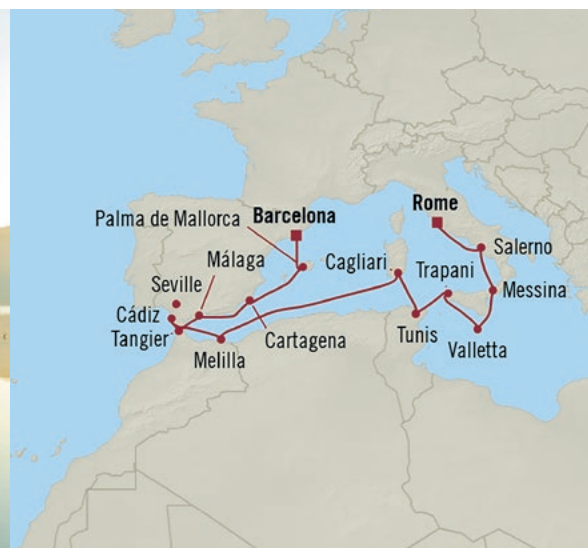 Palma de Mallorca
Barcelona
Rome
Málaga
Cagliari
Trapani
Salerno
Seville
Messina
Cádiz
Tangier
Melilla
Cartagena
Tunis
Valletta